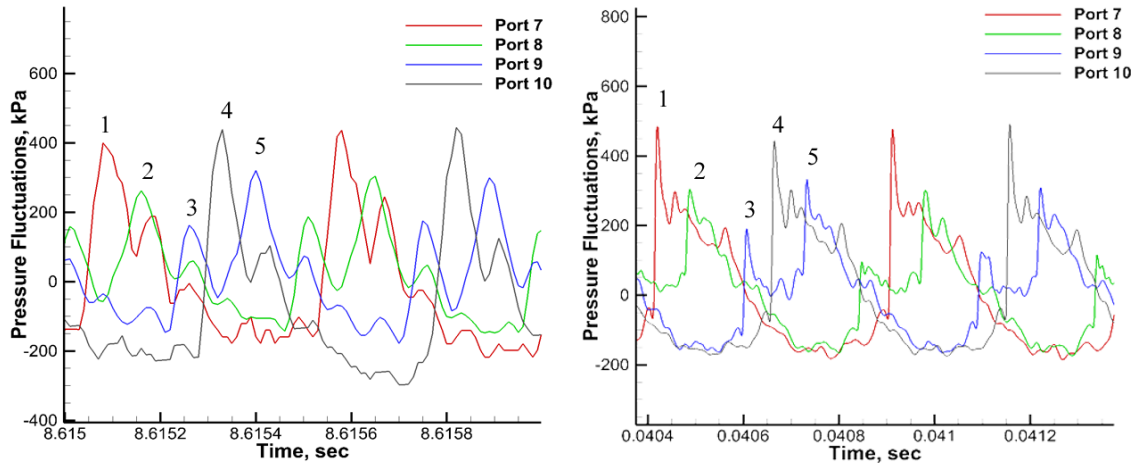 Port 7
Port 8
Port 9
Port 10
Pressure Fluctuations, kPa
600
400
200
0
-200
-400
1
2
3
4
5
8.615
8.6152
8.6154
8.6156
8.6158
Time, sec
Port 7
Port 8
Port 9
Port 10
Pressure Fluctuations, kPa
800
600
400
200
0
-200
1
2
3
4
5
0.0404
0.0406
0.0408
0.041
0.0412
Time, sec